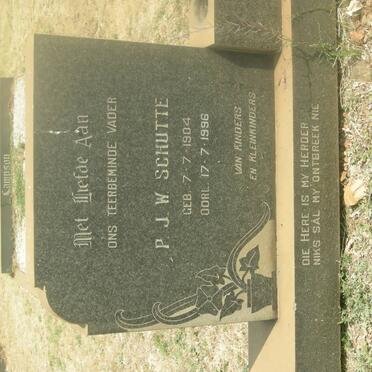 Met Liefde Aan
ONS TEERBEMINDE VADER
P J W SCHUTTE
GEB. 7-7-1904
OORL. 17-7-1996
VAN KINDERS
EN KLEINKINDERS
DIE HERE IS MY HERDER
NIKS SAL MY ONTBREEK NIE